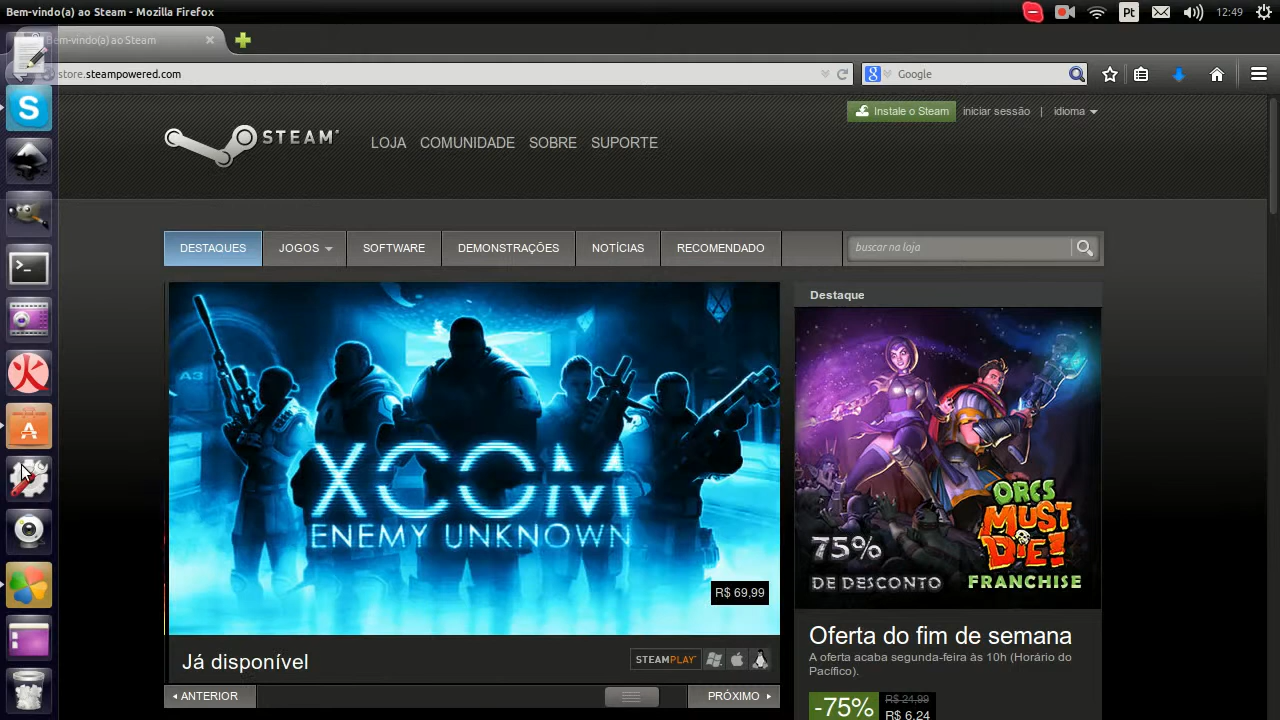 Bem-vindo(a) ao Steam - Mozilla Firefox
Pt
12:49
Bem-vindo(a) ao Steam
store.steampowered.com
Google
Instale o Steam
iniciar sessão
|
idioma
STEAM
LOJA
COMUNIDADE
SOBRE
SUPORTE
DESTAQUES
JOGOS
SOFTWARE
DEMONSTRAÇÕES
NOTÍCIAS
RECOMENDADO
buscar na loja
Destaque
A3
XCOM
ENEMY UNKNOWN
R$ 69,99
75%
DE DESCONTO
ORCS
MUST
DIE!
FRANCHISE
Já disponível
STEAMPLAY
ANTERIOR
PRÓXIMO
Oferta do fim de semana
A oferta acaba segunda-feira às 10h (Horário do
Pacífico).
-75%
R$ 24,99
R$ 6,24